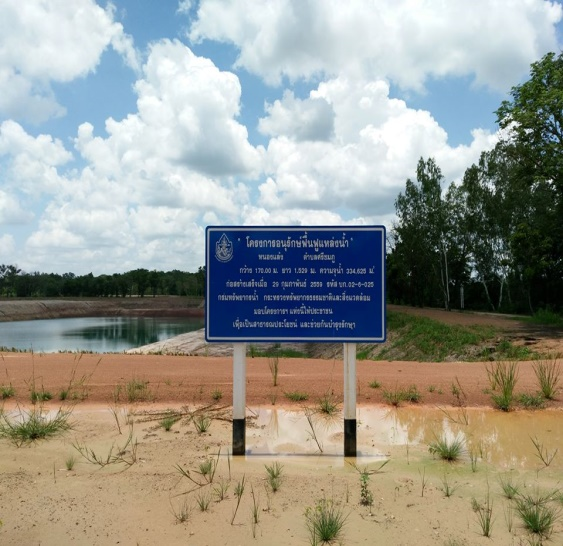 " โครงการอนุรักษ์ฟื้นฟูแหล่งน้ำ "
หนองแล้ง ตำบลศรีสมภู
กว้าง 170.00 ม. ยาว 1.529 ม. ความจุน้ำ 334.625 ม³
ก่อสร้างเสร็จเมื่อ 29 กุมภาพันธ์ 2559 รหัส บก.02-6-025
กรมทรัพยากรน้ำ กระทรวงทรัพยากรธรรมชาติและสิ่งแวดล้อม
มอบโครงการฯ แห่งนี้ให้ประชาชน
เพื่อเป็นสาธารณประโยชน์ และช่วยกันบำรุงรักษา